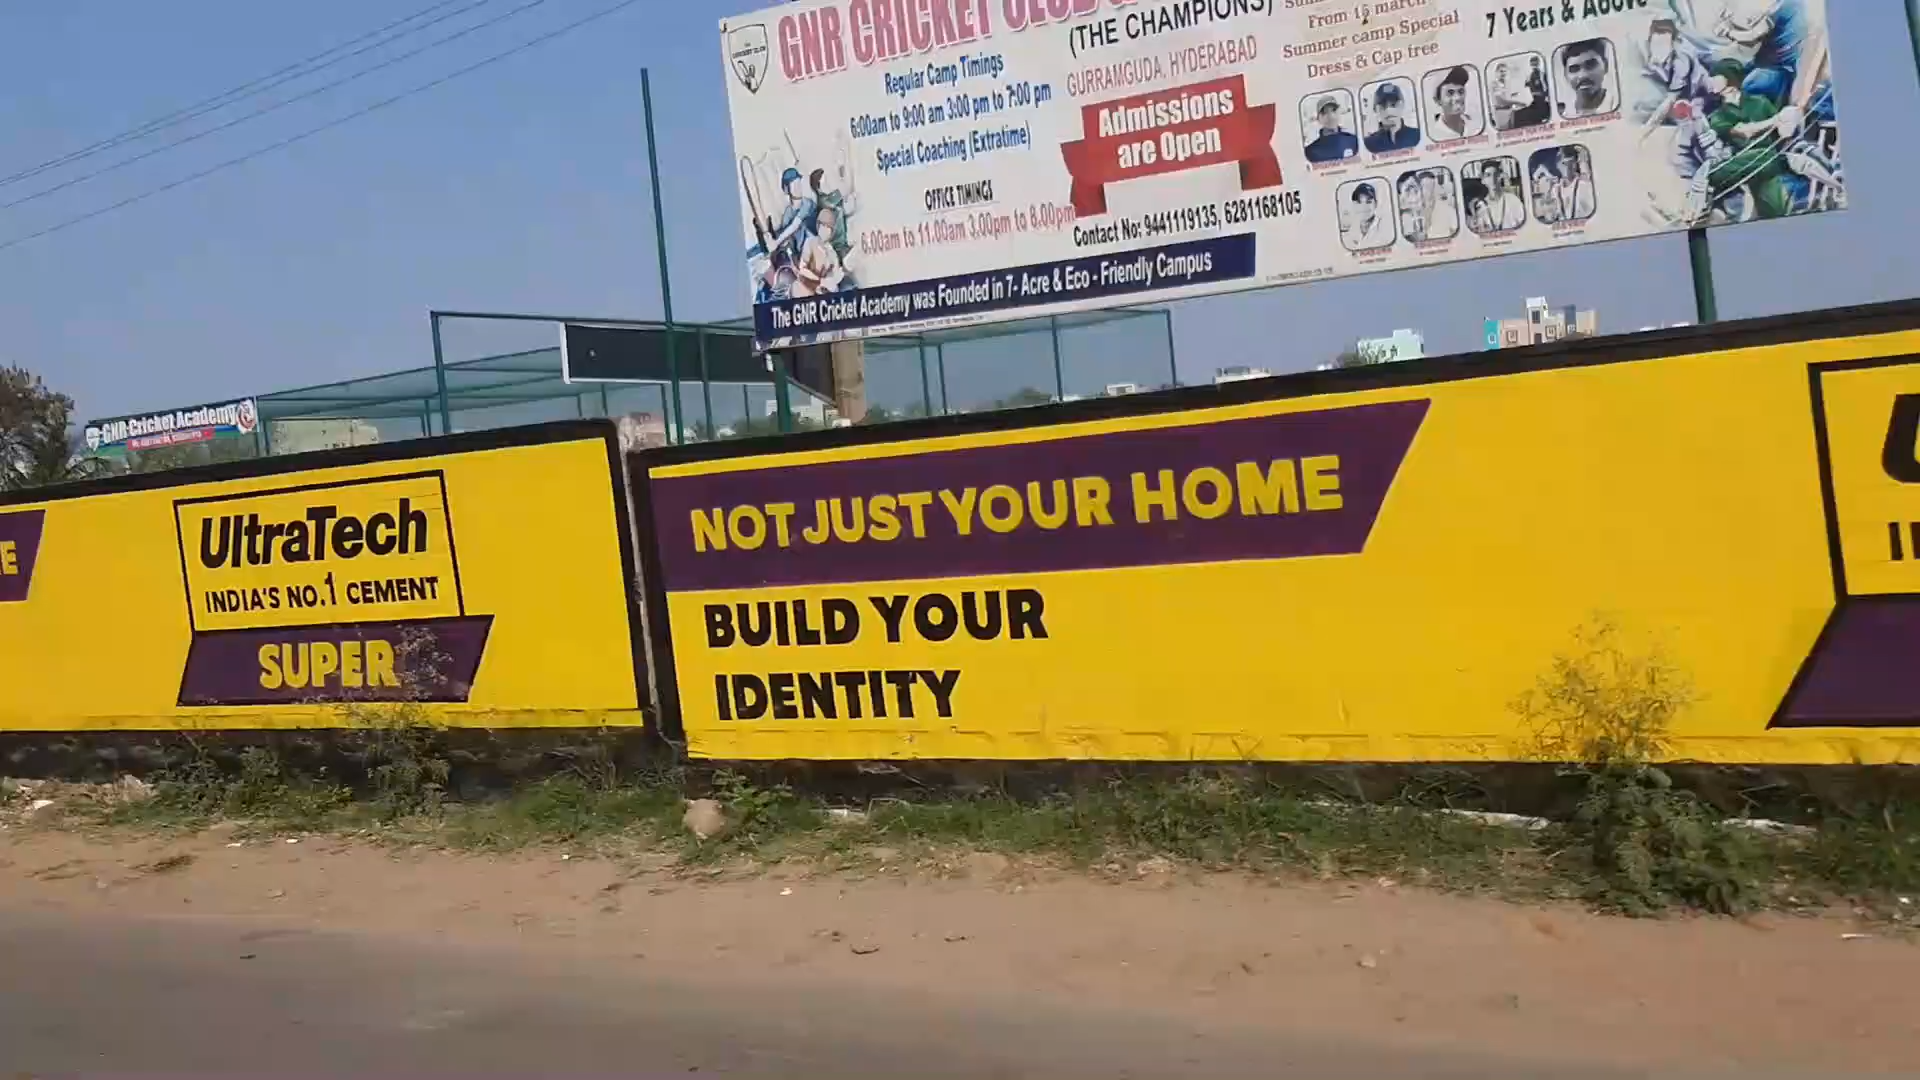 GNR CRICKET CLUB
(THE CHAMPIONS)
GURRAMGUDA, HYDERABAD
Regular Camp Timings
6:00am to 9:00 am 3:00 pm to 7:00 pm
Special Coaching (Extratime)
OFFICE TIMINGS
6.00am to 11.00am 3.00pm to 8.00pm
Admissions
are Open
Contact No: 9441119135, 6281168105
The GNR Cricket Academy was Founded in 7- Acre & Eco - Friendly Campus
From 15 march
Summer camp Special
Dress & Cap free
7 Years & Above
GNR Cricket Academy
E
UltraTech
INDIA'S NO.1 CEMENT
SUPER
NOT JUST YOUR HOME
BUILD YOUR
IDENTITY